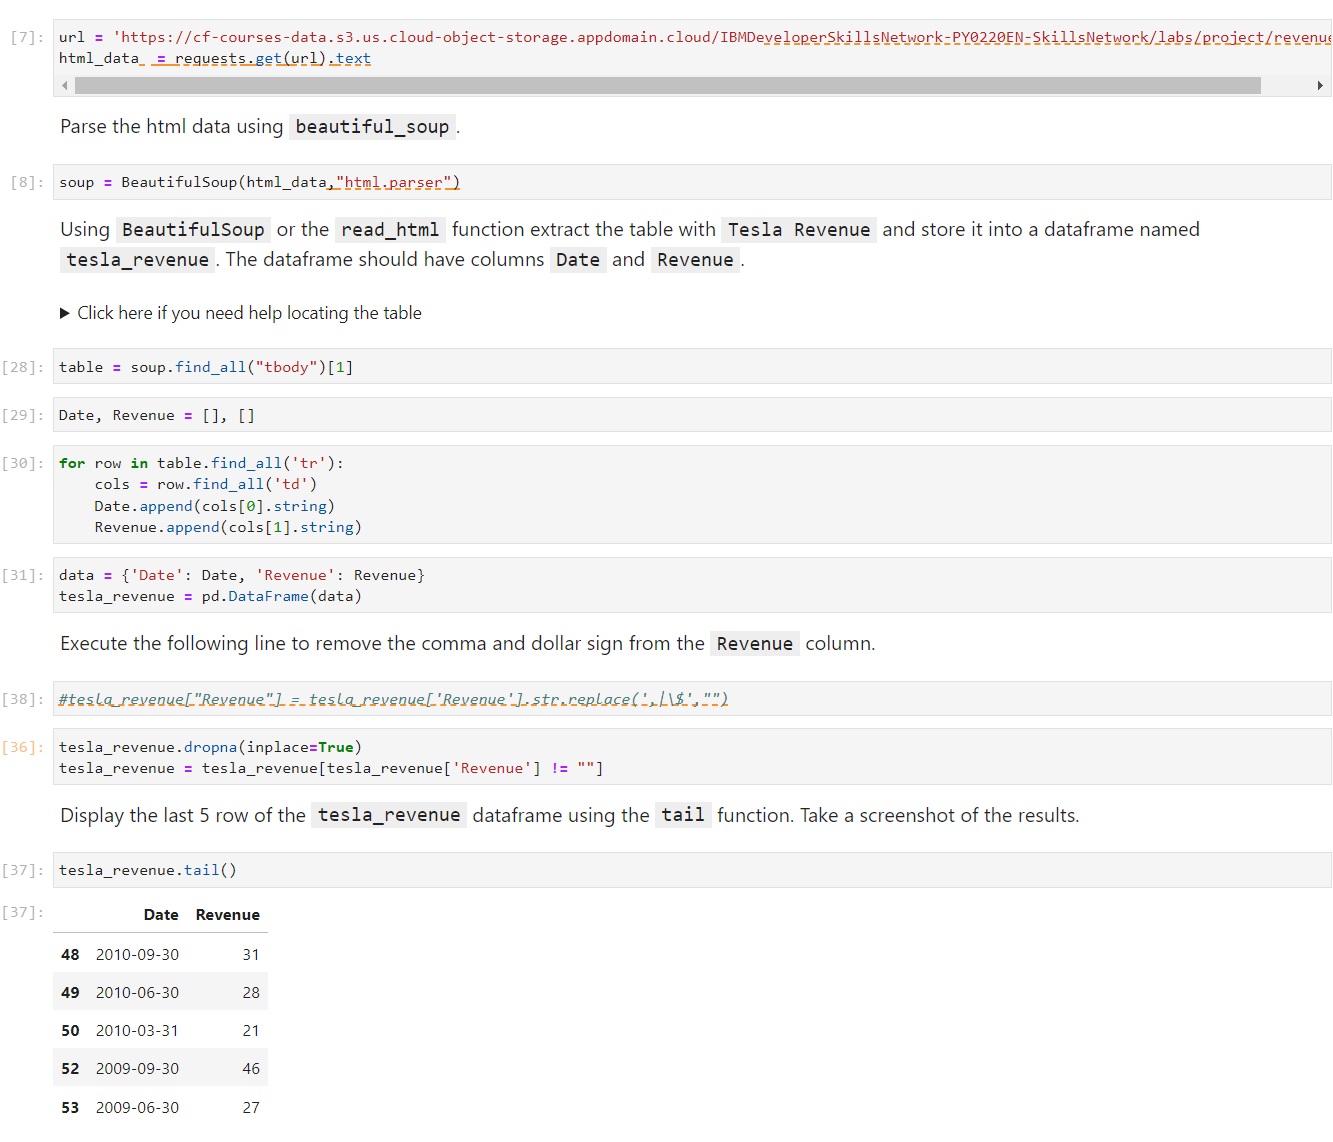 [7]: url = 'https://cf-courses-data.s3.us.cloud-object-storage.appdomain.cloud/IBMDeveloperSkillsNetwork-PY0220EN-SkillsNetwork/labs/project/revenue
html_data  = requests.get(url).text
Parse the html data using beautiful_soup.
[8]: soup = BeautifulSoup(html_data,"html.parser")
Using BeautifulSoup or the read_html function extract the table with Tesla Revenue and store it into a dataframe named
tesla_revenue. The dataframe should have columns Date and Revenue.
▶ Click here if you need help locating the table
[28]: table = soup.find_all("tbody")[1]
[29]: Date, Revenue = [], []
[30]: for row in table.find_all('tr'):
    cols = row.find_all('td')
    Date.append(cols[0].string)
    Revenue.append(cols[1].string)
[31]: data = {'Date': Date, 'Revenue': Revenue}
tesla_revenue = pd.DataFrame(data)
Execute the following line to remove the comma and dollar sign from the Revenue column.
[38]: #tesla_revenue["Revenue"] = tesla_revenue['Revenue'].str.replace(',|\$',"")
[36]: tesla_revenue.dropna(inplace=True)
tesla_revenue = tesla_revenue[tesla_revenue['Revenue'] != ""]
Display the last 5 row of the tesla_revenue dataframe using the tail function. Take a screenshot of the results.
[37]: tesla_revenue.tail()
[37]: Date Revenue
48 2010-09-30 31
49 2010-06-30 28
50 2010-03-31 21
52 2009-09-30 46
53 2009-06-30 27